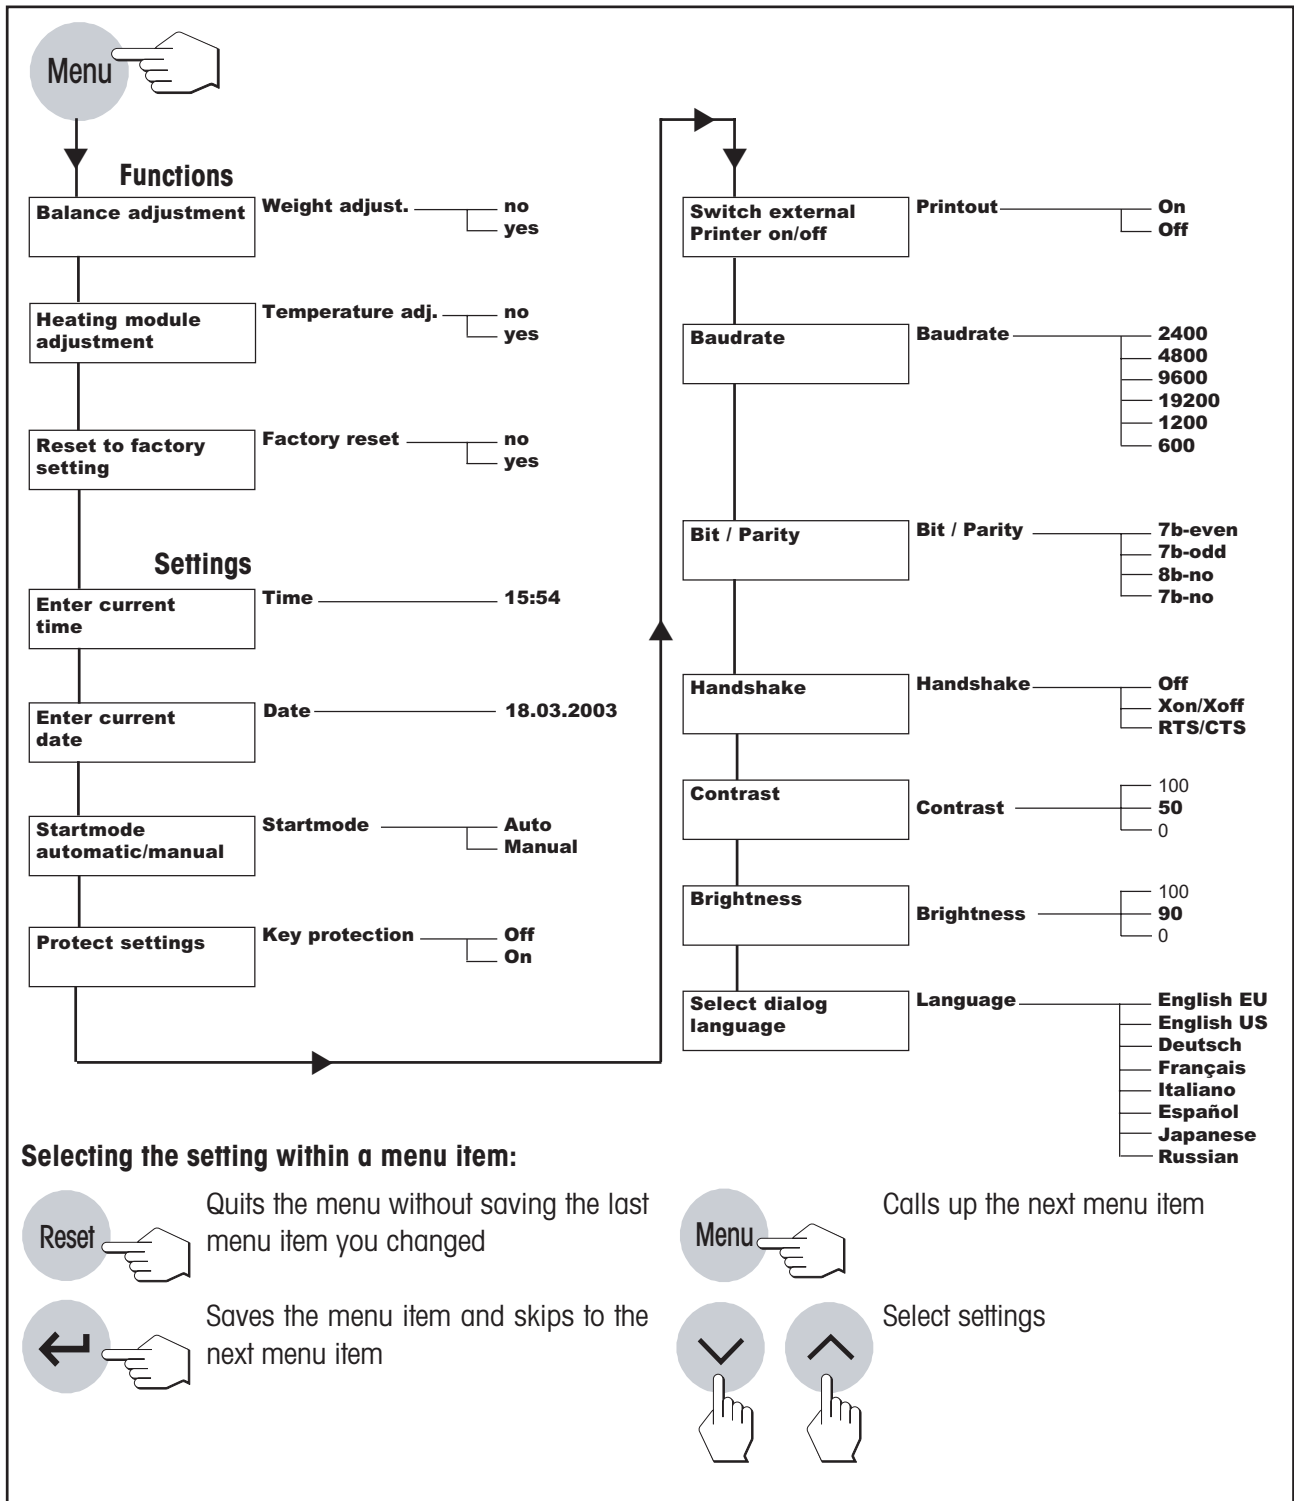 Menu
Functions
Balance adjustment
Weight adjust.
no
yes
Heating module
adjustment
Temperature adj.
no
yes
Reset to factory
setting
Factory reset
no
yes
Settings
Enter current
time
Time
15:54
Enter current
date
Date
18.03.2003
Startmode
automatic/manual
Startmode
Auto
Manual
Protect settings
Key protection
Off
On
Switch external
Printer on/off
Printout
On
Off
Baudrate
Baudrate
2400
4800
9600
19200
1200
600
Bit / Parity
Bit / Parity
7b-even
7b-odd
8b-no
7b-no
Handshake
Handshake
Off
Xon/Xoff
RTS/CTS
Contrast
Contrast
100
50
0
Brightness
Brightness
100
90
0
Select dialog
language
Language
English EU
English US
Deutsch
Français
Italiano
Español
Japanese
Russian
Selecting the setting within a menu item:
Reset
Quits the menu without saving the last
menu item you changed
Saves the menu item and skips to the
next menu item
Menu
Calls up the next menu item
Select settings